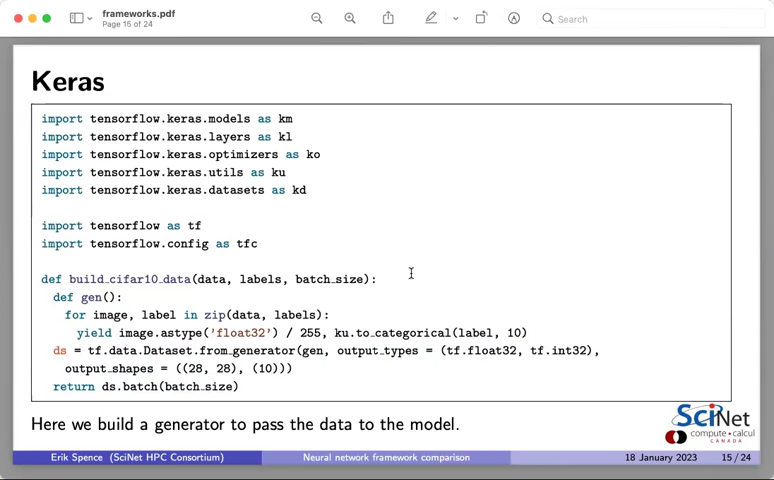 frameworks.pdf
Page 15 of 24
Search
Keras
import tensorflow.keras.models as km
import tensorflow.keras.layers as kl
import tensorflow.keras.optimizers as ko
import tensorflow.keras.utils as ku
import tensorflow.keras.datasets as kd
import tensorflow as tf
import tensorflow.config as tfc
def build_cifar10_data(data, labels, batch_size):
def gen():
for image, label in zip(data, labels):
yield image.astype('float32') / 255, ku.to_categorical(label, 10)
ds = tf.data.Dataset.from_generator(gen, output_types = (tf.float32, tf.int32),
output_shapes = ((28, 28), (10)))
return ds.batch(batch_size)
Here we build a generator to pass the data to the model.
SciNet
compute • calcul
CANADA
Erik Spence (SciNet HPC Consortium)
Neural network framework comparison
18 January 2023
15 / 24